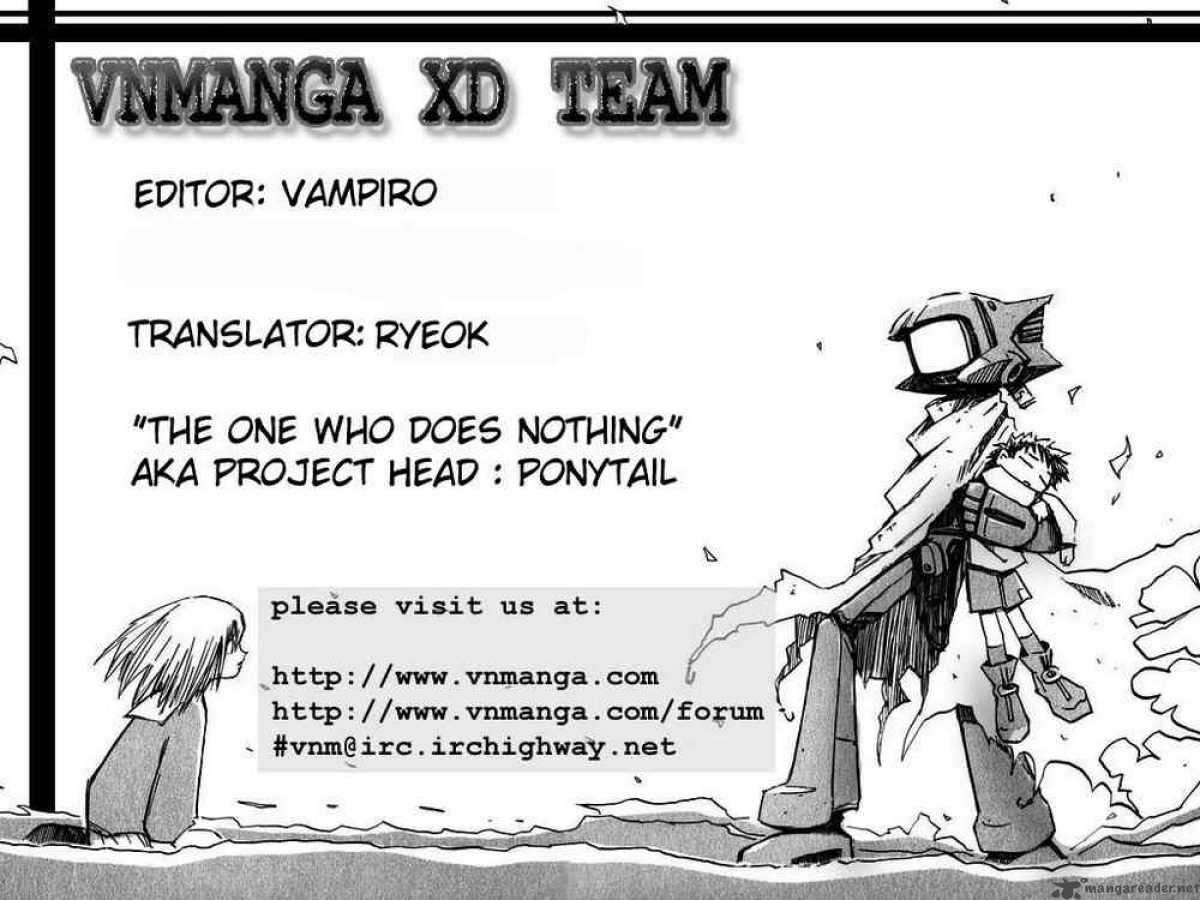 VNMANGA XD TEAM
EDITOR: VAMPIRO
TRANSLATOR: RYEOK
"THE ONE WHO DOES NOTHING"
AKA PROJECT HEAD : PONYTAIL
please visit us at:
http://www.vnmanga.com
http://www.vnmanga.com/forum
#vnm@irc.irchighway.net
mangareader.net